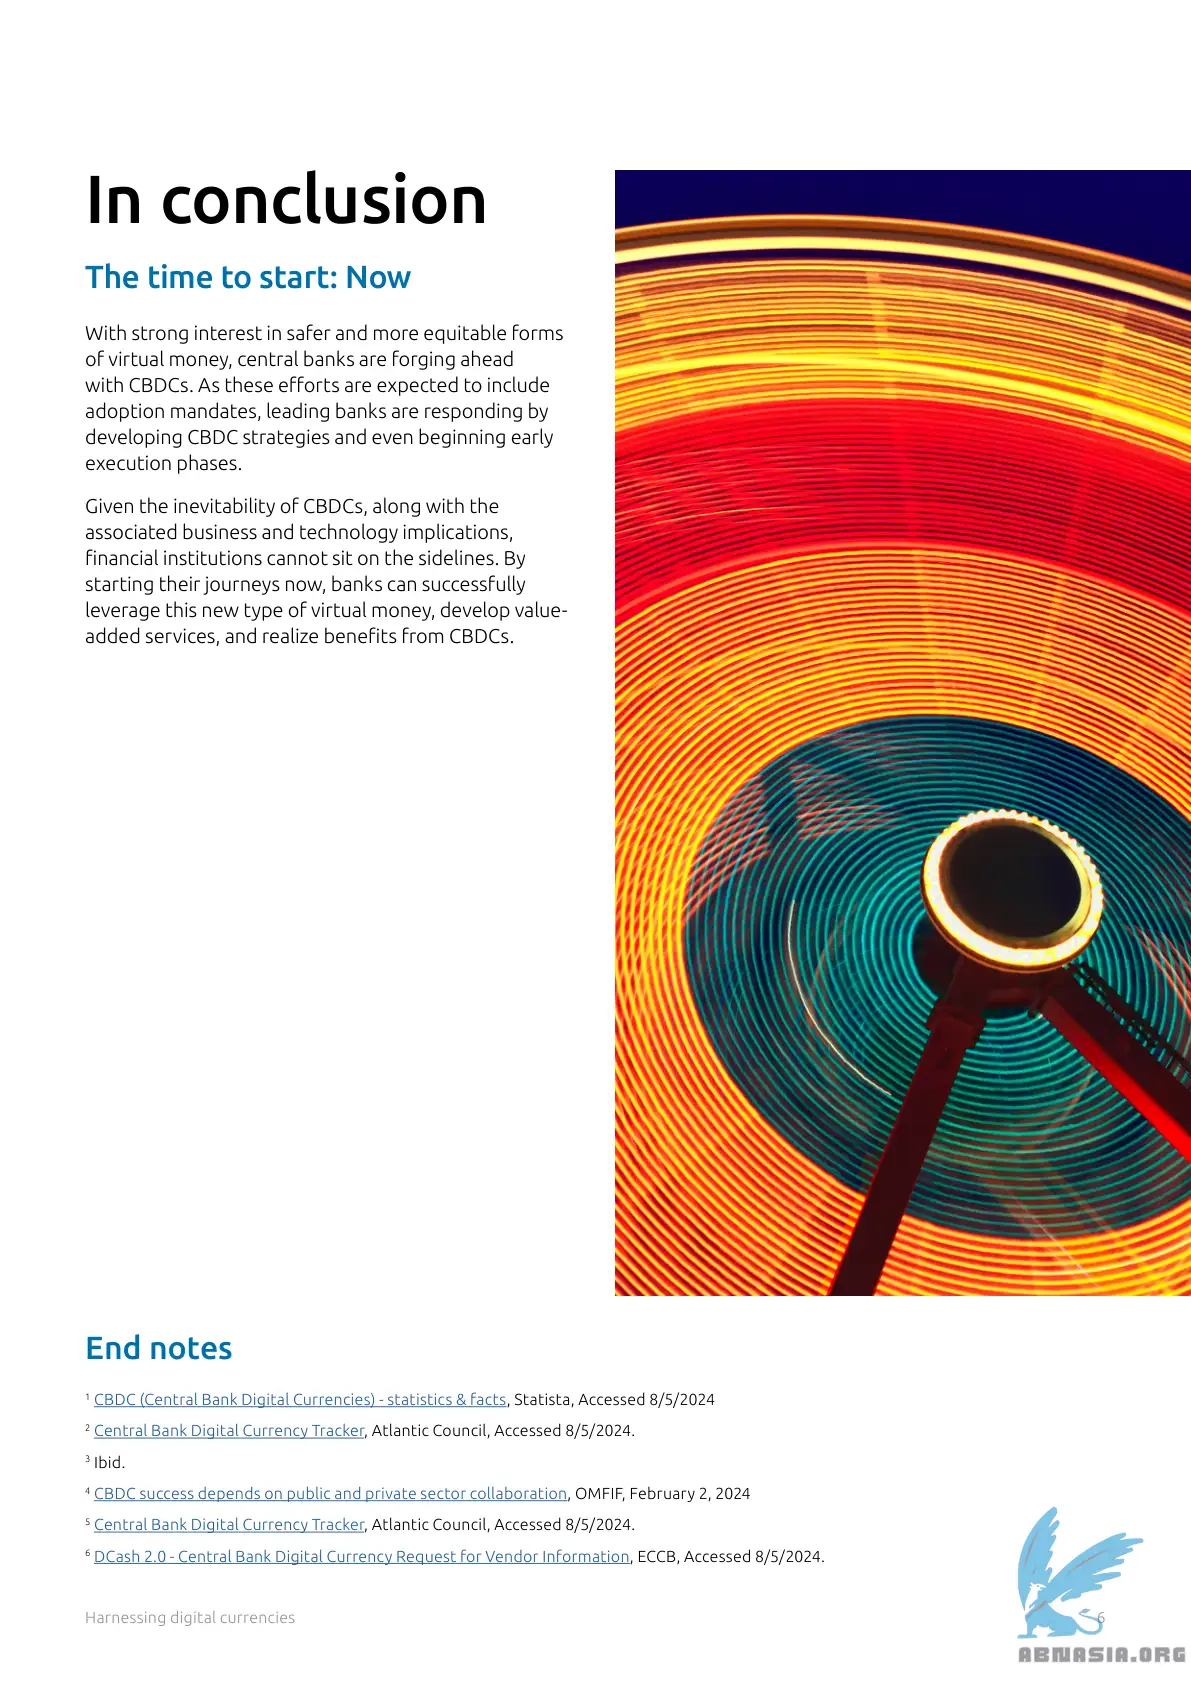 In conclusion
The time to start: Now
With strong interest in safer and more equitable forms
of virtual money, central banks are forging ahead
with CBDCs. As these efforts are expected to include
adoption mandates, leading banks are responding by
developing CBDC strategies and even beginning early
execution phases.
Given the inevitability of CBDCs, along with the
associated business and technology implications,
financial institutions cannot sit on the sidelines. By
starting their journeys now, banks can successfully
leverage this new type of virtual money, develop value-
added services, and realize benefits from CBDCs.
End notes
1 CBDC (Central Bank Digital Currencies) - statistics & facts, Statista, Accessed 8/5/2024
2 Central Bank Digital Currency Tracker, Atlantic Council, Accessed 8/5/2024.
3 Ibid.
4 CBDC success depends on public and private sector collaboration, OMFIF, February 2, 2024
5 Central Bank Digital Currency Tracker, Atlantic Council, Accessed 8/5/2024.
6 DCash 2.0 - Central Bank Digital Currency Request for Vendor Information, ECCB, Accessed 8/5/2024.
Harnessing digital currencies
6
ABNASIA.ORG